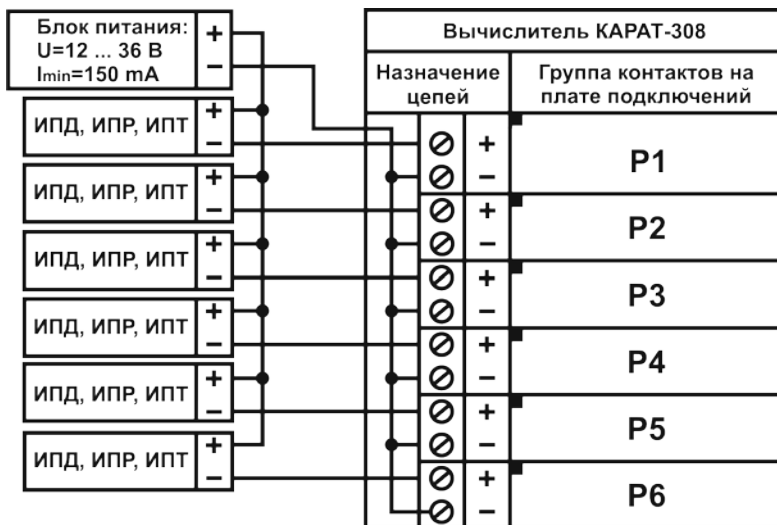 Блок питания:
U=12 ... 36 В
Imin=150 mA
+
−
ИПД, ИПР, ИПТ
+
−
ИПД, ИПР, ИПТ
+
−
ИПД, ИПР, ИПТ
+
−
ИПД, ИПР, ИПТ
+
−
ИПД, ИПР, ИПТ
+
−
ИПД, ИПР, ИПТ
+
−
Вычислитель КАРАТ-308
Назначение
цепей
Группа контактов на
плате подключений
+
−
P1
+
−
P2
+
−
P3
+
−
P4
+
−
P5
+
−
P6